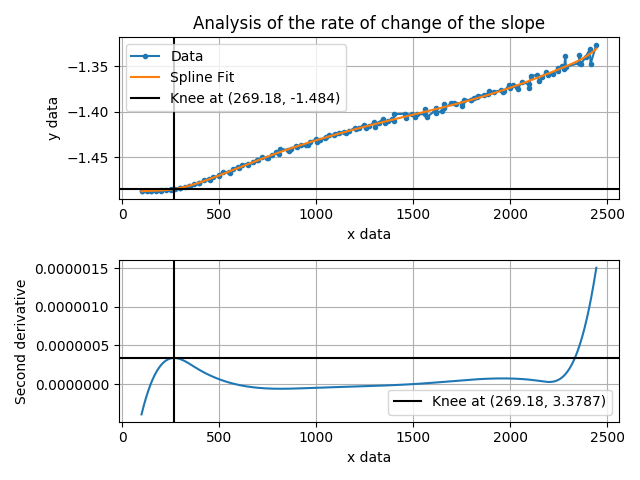 Analysis of the rate of change of the slope
Data
Spline Fit
Knee at (269.18, -1.484)
y data
−1.35
−1.40
−1.45
0 500 1000 1500 2000 2500
x data
Second derivative
0.0000015
0.0000010
0.0000005
0.0000000
Knee at (269.18, 3.3787)
0 500 1000 1500 2000 2500
x data